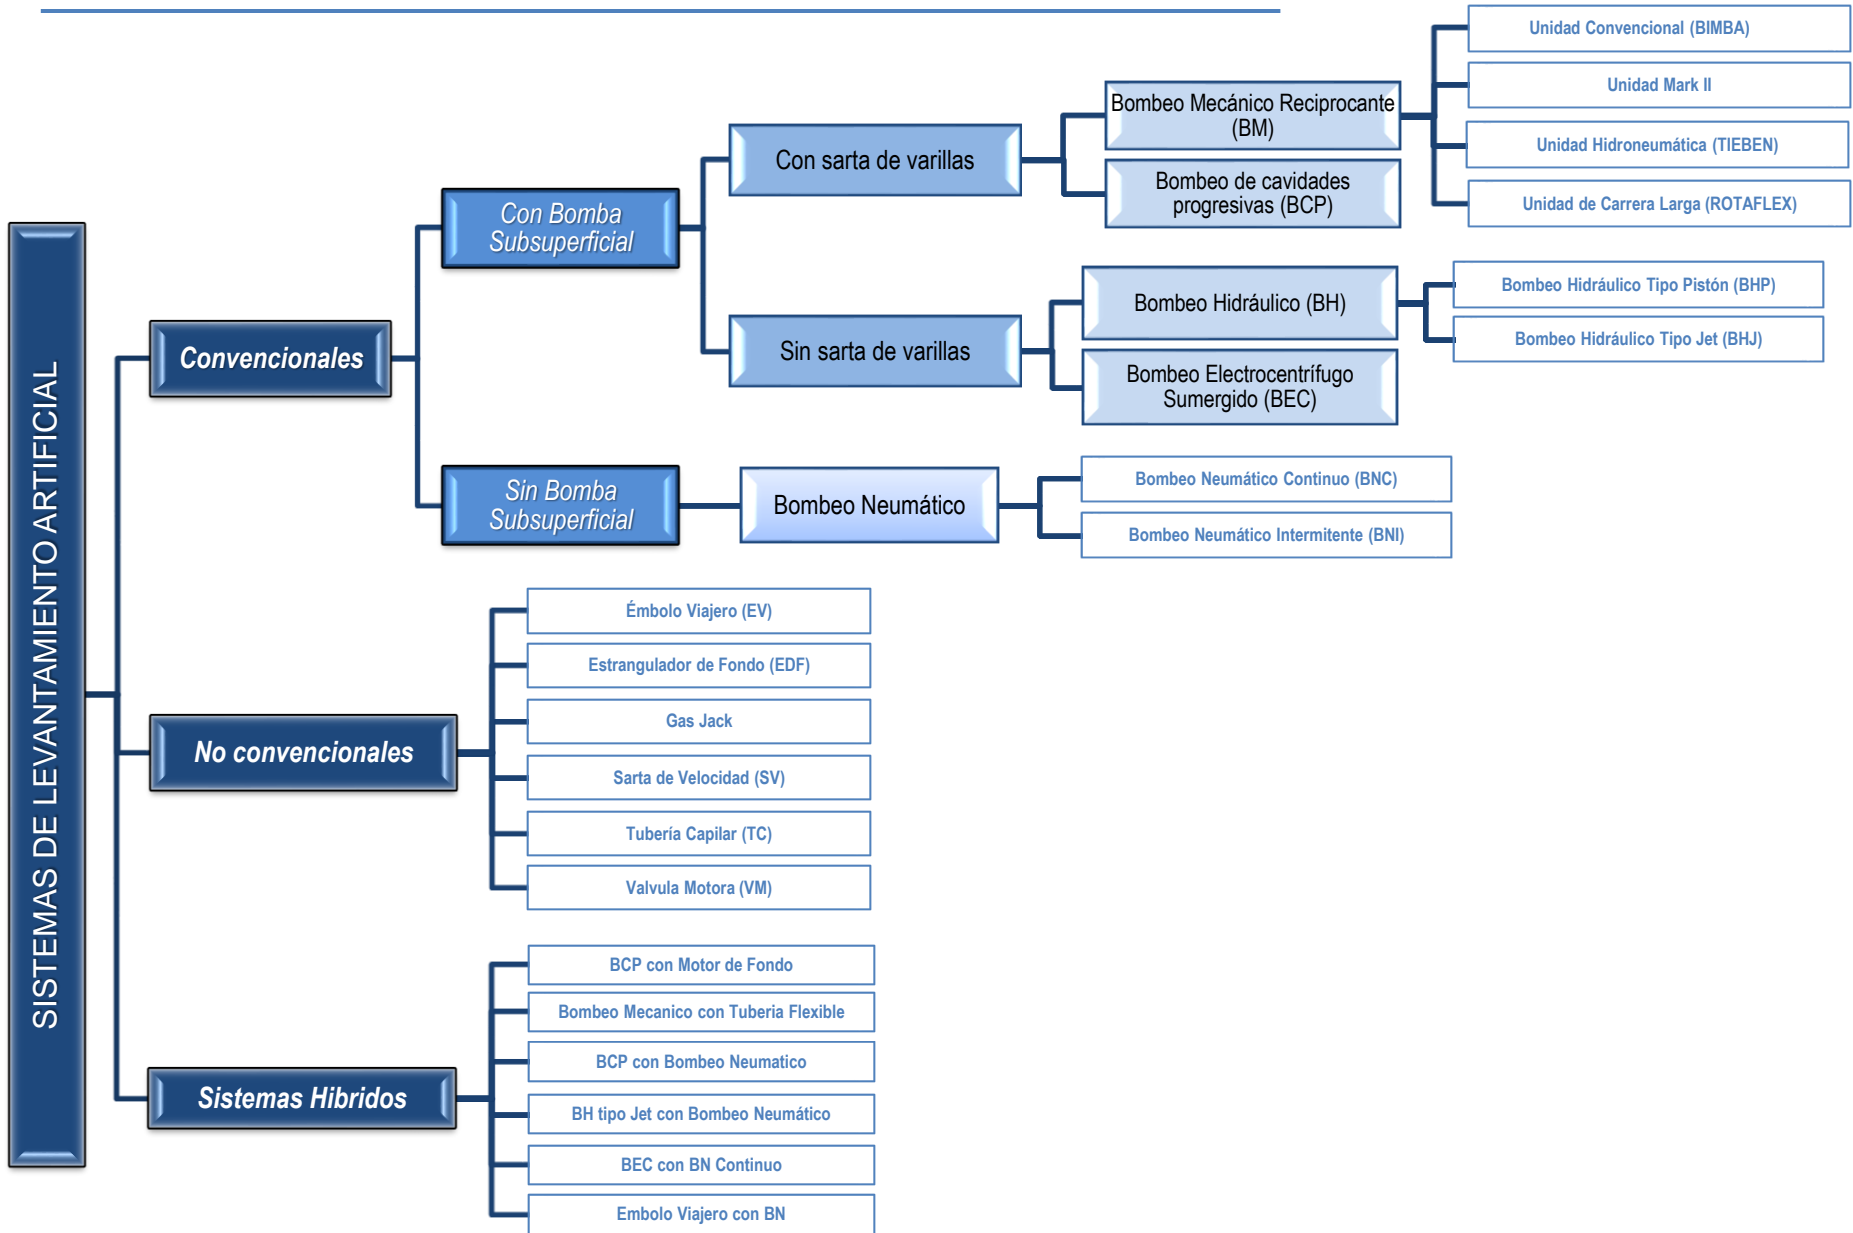 SISTEMAS DE LEVANTAMIENTO ARTIFICIAL
Convencionales
Con Bomba
Subsuperficial
Con sarta de varillas
Bombeo Mecánico Reciprocante
(BM)
Unidad Convencional (BIMBA)
Unidad Mark II
Unidad Hidroneumática (TIEBEN)
Unidad de Carrera Larga (ROTAFLEX)
Bombeo de cavidades
progresivas (BCP)
Sin sarta de varillas
Bombeo Hidráulico (BH)
Bombeo Hidráulico Tipo Pistón (BHP)
Bombeo Hidráulico Tipo Jet (BHJ)
Bombeo Electrocentrífugo
Sumergido (BEC)
Sin Bomba
Subsuperficial
Bombeo Neumático
Bombeo Neumático Continuo (BNC)
Bombeo Neumático Intermitente (BNI)
No convencionales
Émbolo Viajero (EV)
Estrangulador de Fondo (EDF)
Gas Jack
Sarta de Velocidad (SV)
Tubería Capilar (TC)
Valvula Motora (VM)
Sistemas Hibridos
BCP con Motor de Fondo
Bombeo Mecanico con Tuberia Flexible
BCP con Bombeo Neumatico
BH tipo Jet con Bombeo Neumático
BEC con BN Continuo
Embolo Viajero con BN